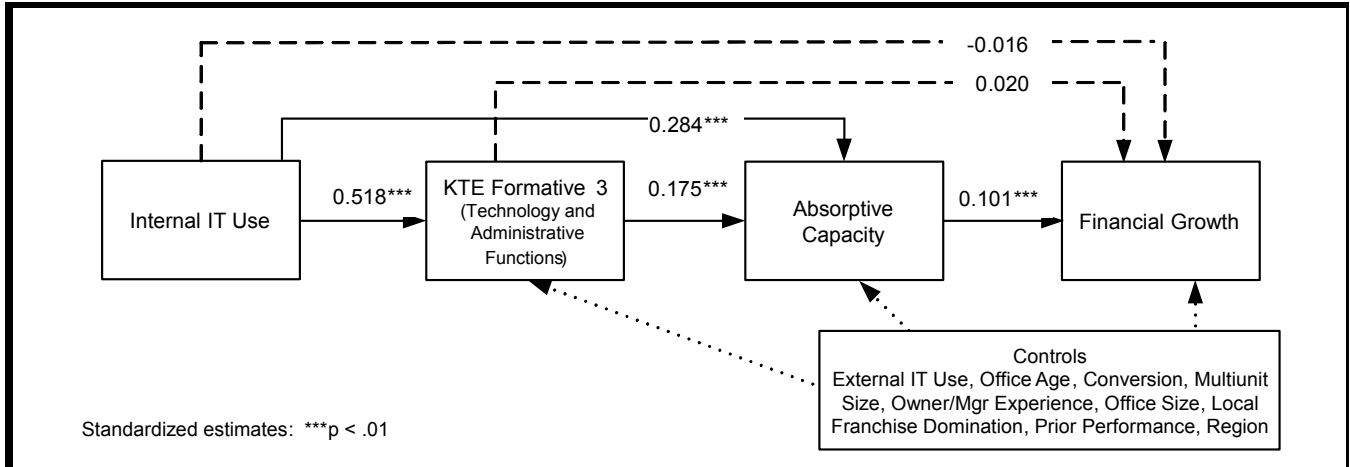 -0.016
0.020
0.284***
Internal IT Use
0.518***
KTE Formative 3
(Technology and
Administrative
Functions)
0.175***
Absorptive
Capacity
0.101***
Financial Growth
Controls
External IT Use, Office Age, Conversion, Multiunit
Size, Owner/Mgr Experience, Office Size, Local
Franchise Domination, Prior Performance, Region
Standardized estimates: ***p < .01